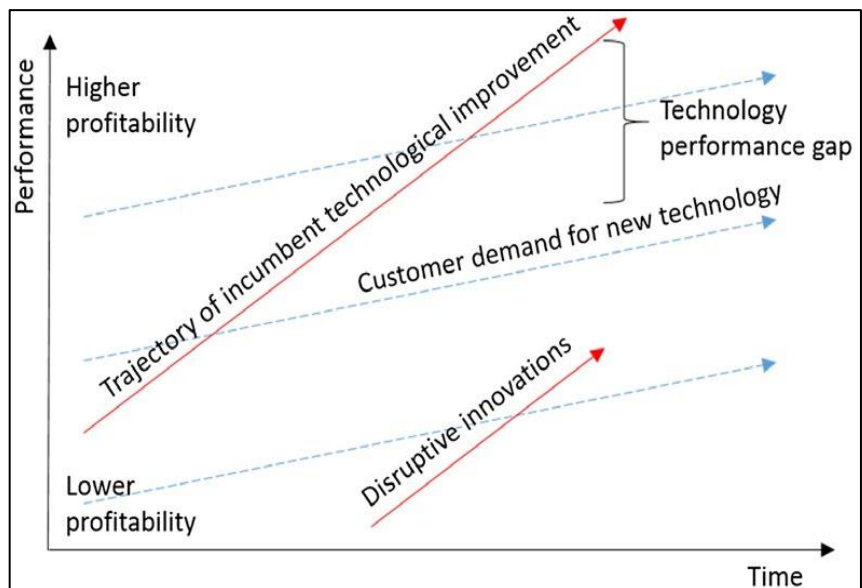 Performance
Higher
profitability
Trajectory of incumbent technological improvement
Technology
performance gap
Customer demand for new technology
Disruptive innovations
Lower
profitability
Time